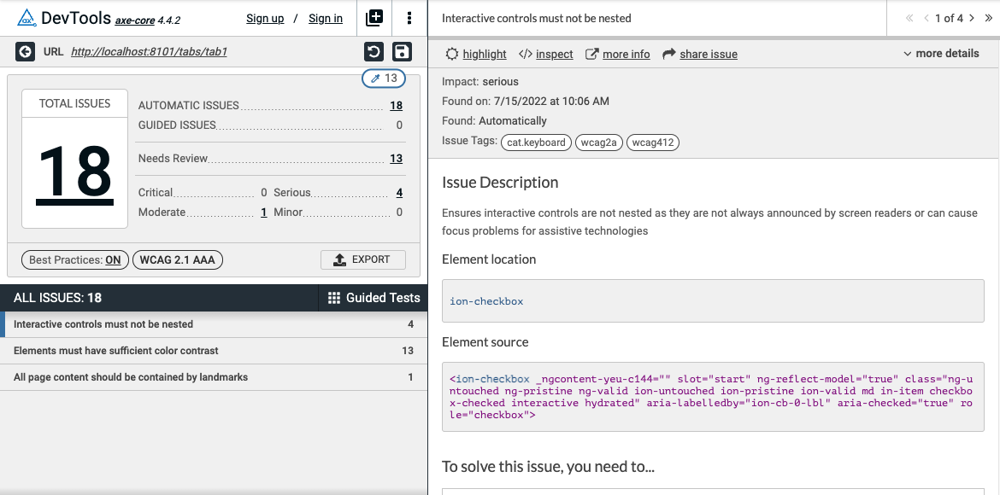 axe DevTools axe-core 4.4.2 Sign up / Sign in
URL http://localhost:8101/tabs/tab1
13
TOTAL ISSUES
18
AUTOMATIC ISSUES 18
GUIDED ISSUES 0
Needs Review 13
Critical 0 Serious 4
Moderate 1 Minor 0
Best Practices: ON WCAG 2.1 AAA EXPORT
ALL ISSUES: 18 Guided Tests
Interactive controls must not be nested 4
Elements must have sufficient color contrast 13
All page content should be contained by landmarks 1
Interactive controls must not be nested « < 1 of 4 > »
highlight </> inspect more info share issue more details
Impact: serious
Found on: 7/15/2022 at 10:06 AM
Found: Automatically
Issue Tags: cat.keyboard wcag2a wcag412
Issue Description
Ensures interactive controls are not nested as they are not always announced by screen readers or can cause
focus problems for assistive technologies
Element location
ion-checkbox
Element source
<ion-checkbox _ngcontent-yeu-c144="" slot="start" ng-reflect-model="true" class="ng-u
ntouched ng-pristine ng-valid ion-untouched ion-pristine ion-valid md in-item checkbo
x-checked interactive hydrated" aria-labelledby="ion-cb-0-lbl" aria-checked="true" ro
le="checkbox">
To solve this issue, you need to...